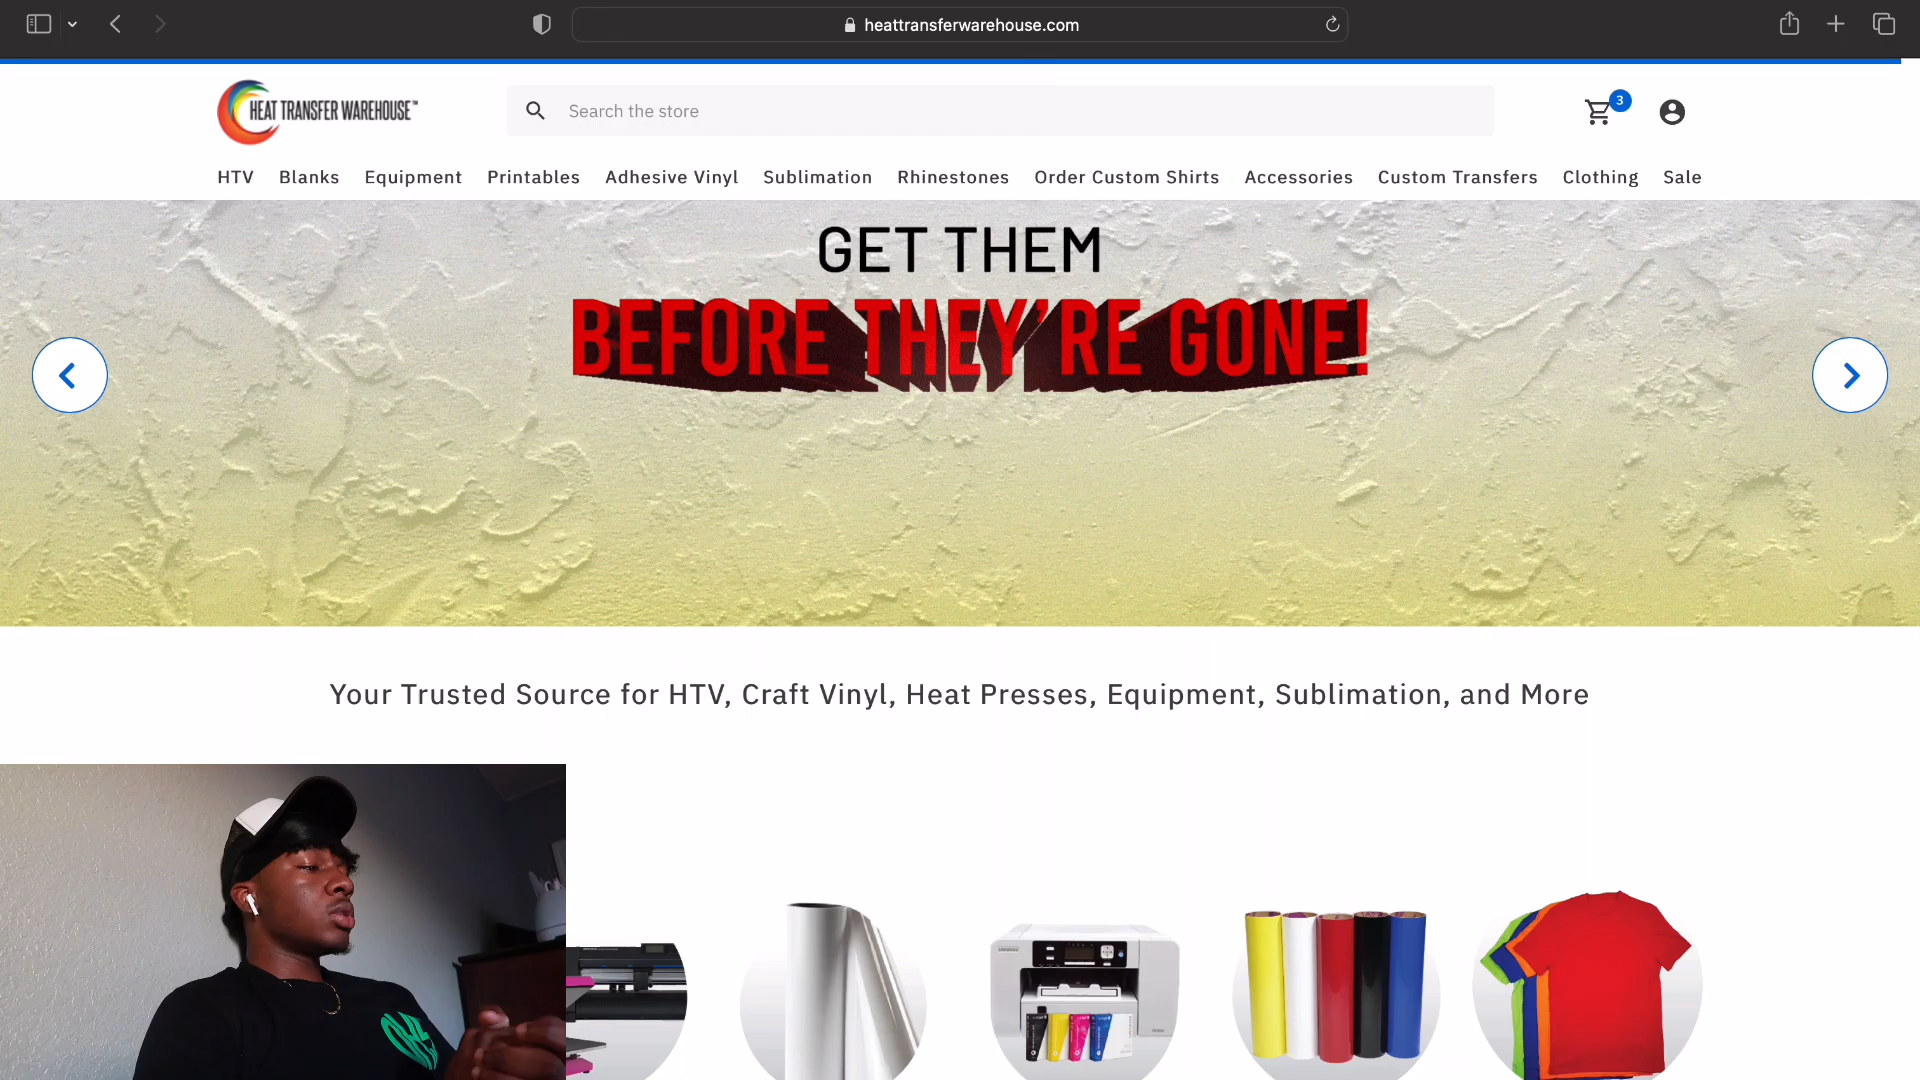 heattransferwarehouse.com
HEAT TRANSFER WAREHOUSE™
Search the store
3
HTV Blanks Equipment Printables Adhesive Vinyl Sublimation Rhinestones Order Custom Shirts Accessories Custom Transfers Clothing Sale
GET THEM
BEFORE THEY'RE GONE!
Your Trusted Source for HTV, Craft Vinyl, Heat Presses, Equipment, Sublimation, and More